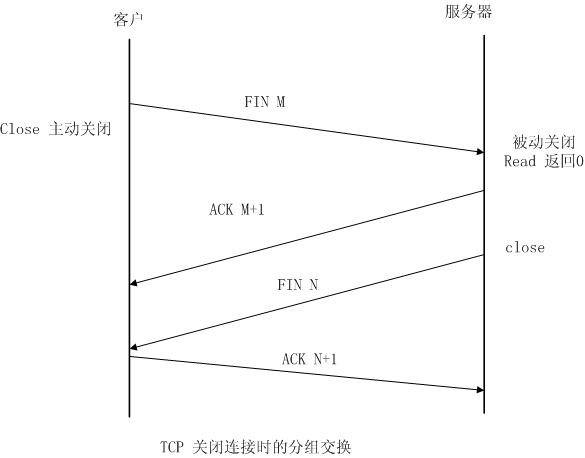 客户
服务器
FIN M
Close 主动关闭
被动关闭
Read 返回0
ACK M+1
close
FIN N
ACK N+1
TCP 关闭连接时的分组交换